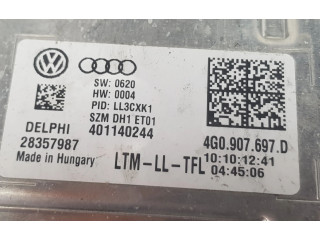 SW: 0620
HW: 0004
PID: LL3CXK1
SZM DH1 ET01
401140244
DELPHI
28357987
Made in Hungary
LTM-LL-TFL
4G0.907.697.D
10:10:12:41
04:45:06